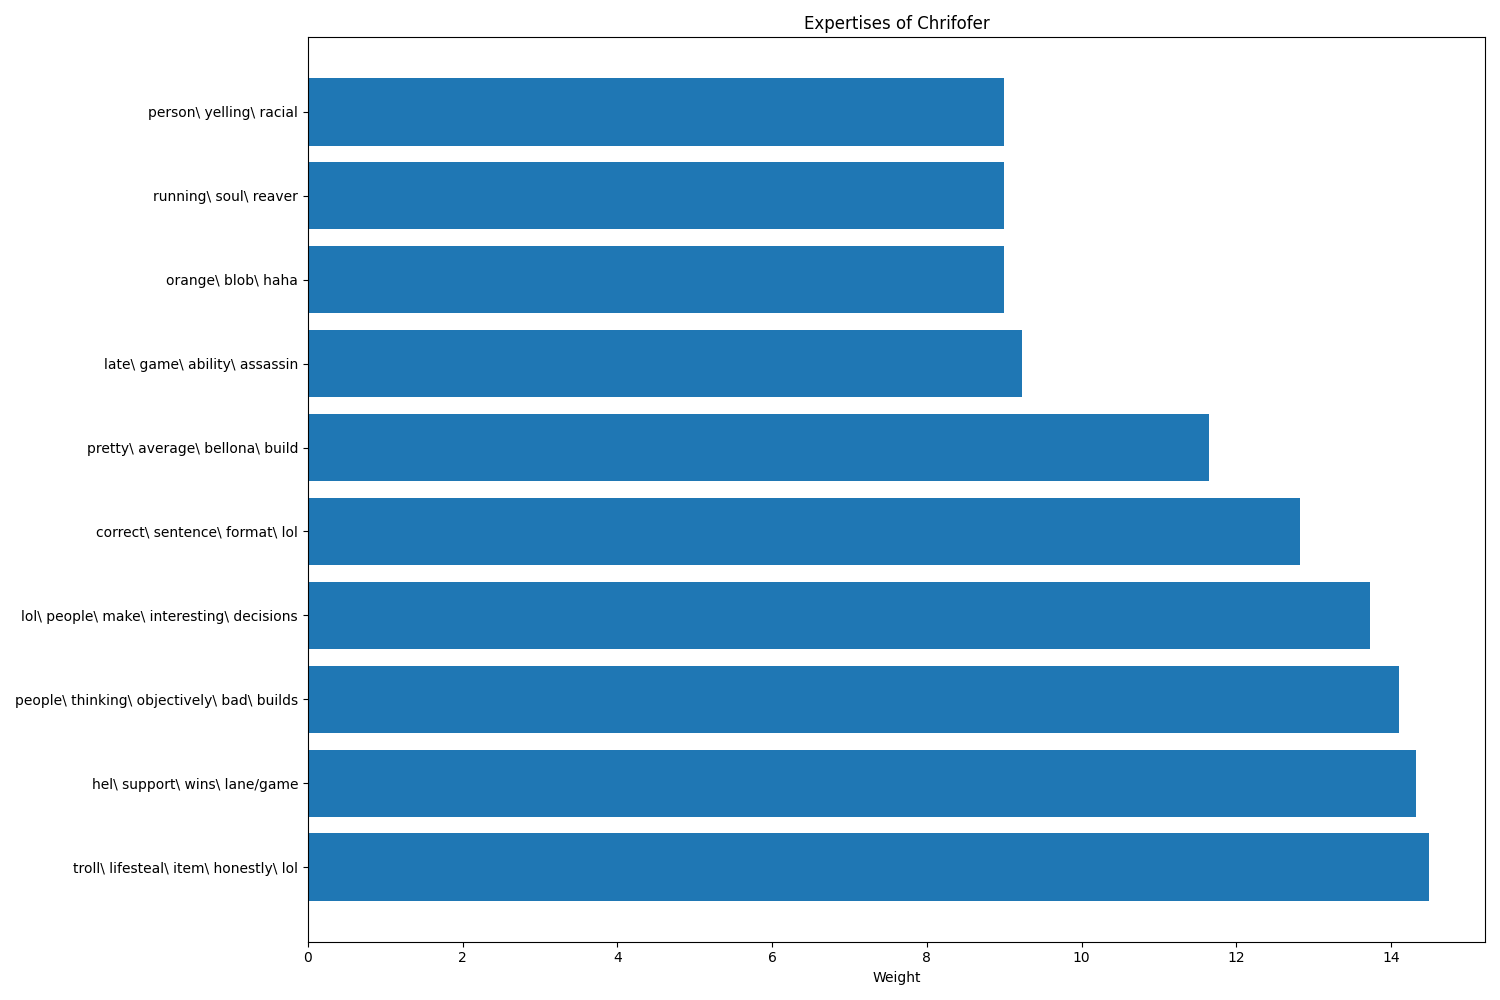 Expertises of Chrifofer
person\ yelling\ racial
running\ soul\ reaver
orange\ blob\ haha
late\ game\ ability\ assassin
pretty\ average\ bellona\ build
correct\ sentence\ format\ lol
lol\ people\ make\ interesting\ decisions
people\ thinking\ objectively\ bad\ builds
hel\ support\ wins\ lane/game
troll\ lifesteal\ item\ honestly\ lol
0 2 4 6 8 10 12 14
Weight